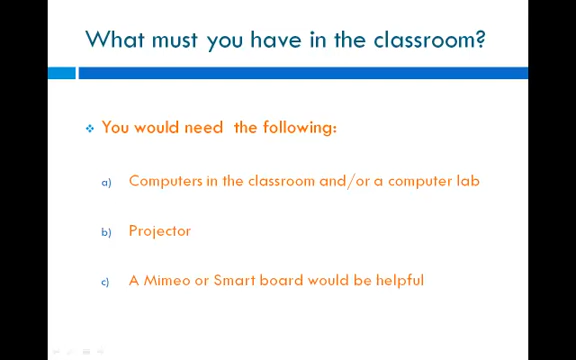 What must you have in the classroom?
You would need the following:
a) Computers in the classroom and/or a computer lab
b) Projector
c) A Mimeo or Smart board would be helpful